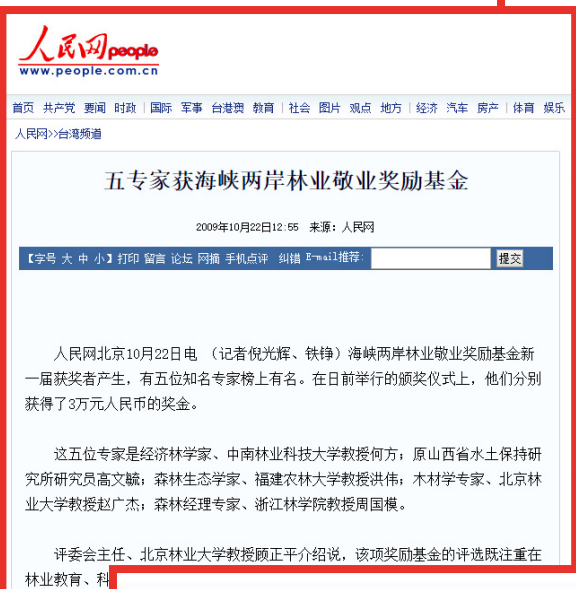 人民网people
www.people.com.cn
首页 共产党 要闻 时政 | 国际 军事 台港澳 教育 | 社会 图片 观点 地方 | 经济 汽车 房产 | 体育 娱乐
人民网>>台湾频道
五专家获海峡两岸林业敬业奖励基金
2009年10月22日12:55 来源：人民网
【字号 大 中 小】打印 留言 论坛 网摘 手机点评 纠错 E-mail推荐: 提交
人民网北京10月22日电 （记者倪光辉、铁铮）海峡两岸林业敬业奖励基金新
一届获奖者产生，有五位知名专家榜上有名。在日前举行的颁奖仪式上，他们分别
获得了3万元人民币的奖金。
这五位专家是经济林学家、中南林业科技大学教授何方；原山西省水土保持研
究所研究员高文毓；森林生态学家、福建农林大学教授洪伟；木材学专家、北京林
业大学教授赵广杰；森林经理专家、浙江林学院教授周国模。
评委会主任、北京林业大学教授顾正平介绍说，该项奖励基金的评选既注重在
林业教育、科